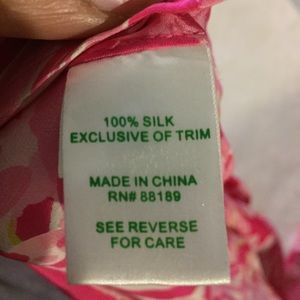 100% SILK
EXCLUSIVE OF TRIM
MADE IN CHINA
RN# 88189
SEE REVERSE
FOR CARE